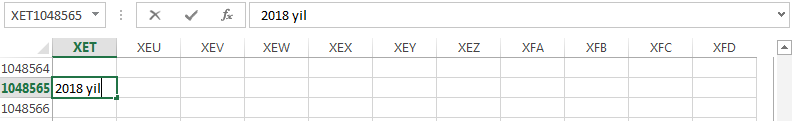 XET1048565 fx 2018 yil
XET XEU XEV XEW XEX XEY XEZ XFA XFB XFC XFD
1048564
1048565 2018 yil
1048566